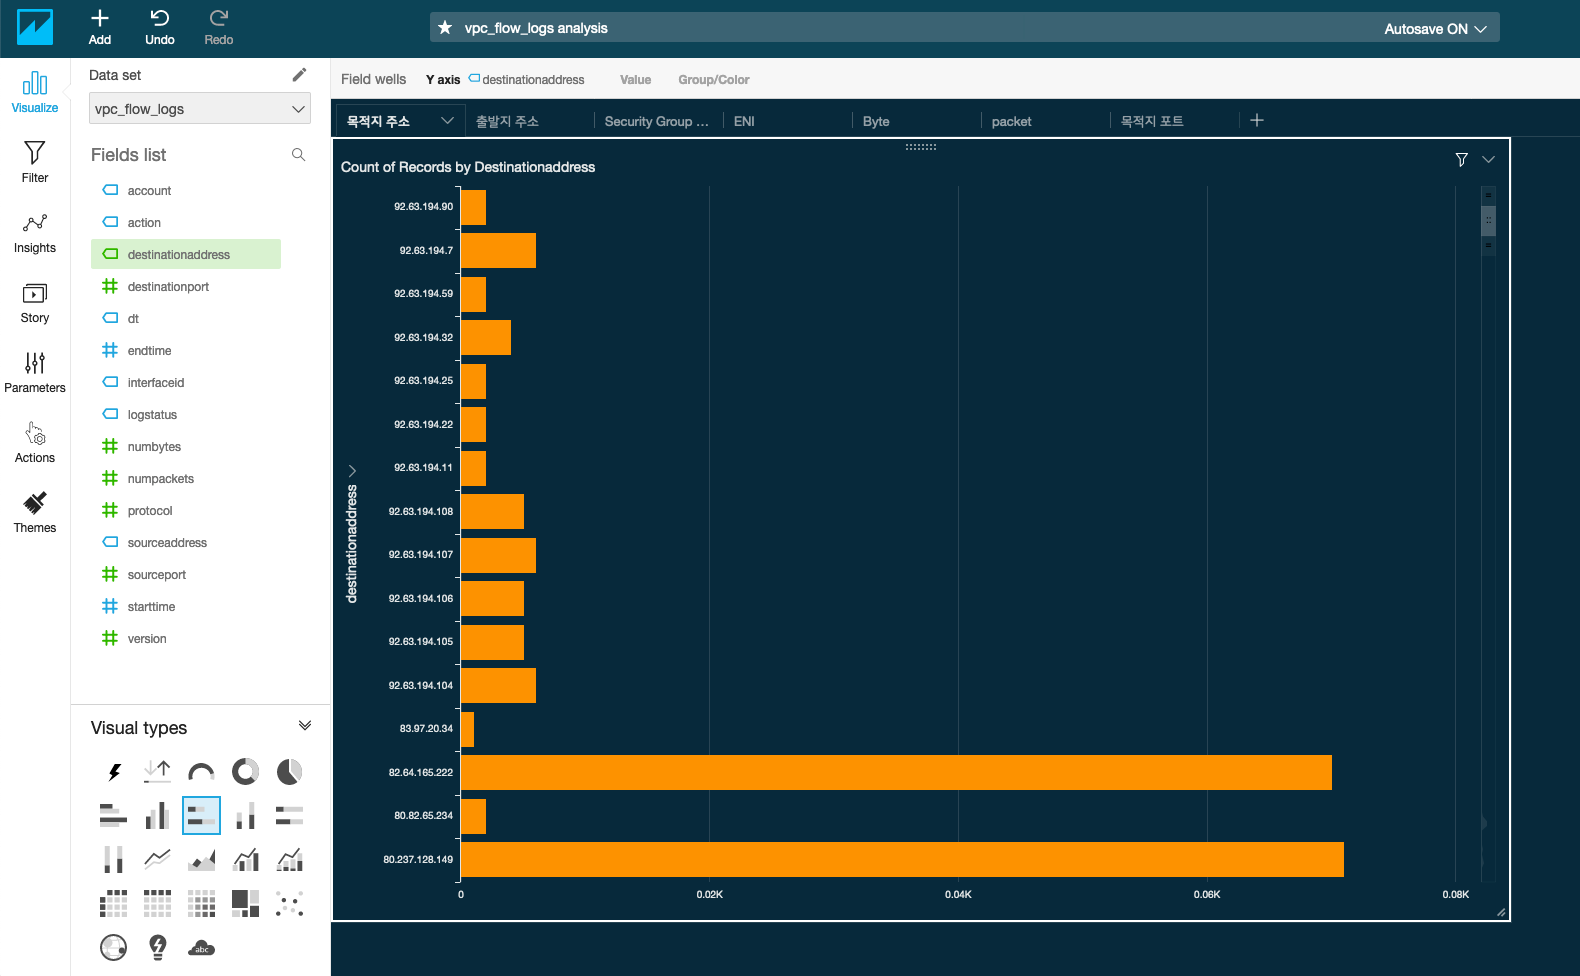 Add
Undo
Redo
vpc_flow_logs analysis
Autosave ON
Visualize
Filter
Insights
Story
Parameters
Actions
Themes
Data set
vpc_flow_logs
Fields list
account
action
destinationaddress
destinationport
dt
endtime
interfaceid
logstatus
numbytes
numpackets
protocol
sourceaddress
sourceport
starttime
version
Visual types
abc
Field wells
Y axis destinationaddress
Value
Group/Color
목적지 주소
출발지 주소
Security Group ...
ENI
Byte
packet
목적지 포트
Count of Records by Destinationaddress
destinationaddress
92.63.194.90
92.63.194.7
92.63.194.59
92.63.194.32
92.63.194.25
92.63.194.22
92.63.194.11
92.63.194.108
92.63.194.107
92.63.194.106
92.63.194.105
92.63.194.104
83.97.20.34
82.64.165.222
80.82.65.234
80.237.128.149
0 0.02K 0.04K 0.06K 0.08K